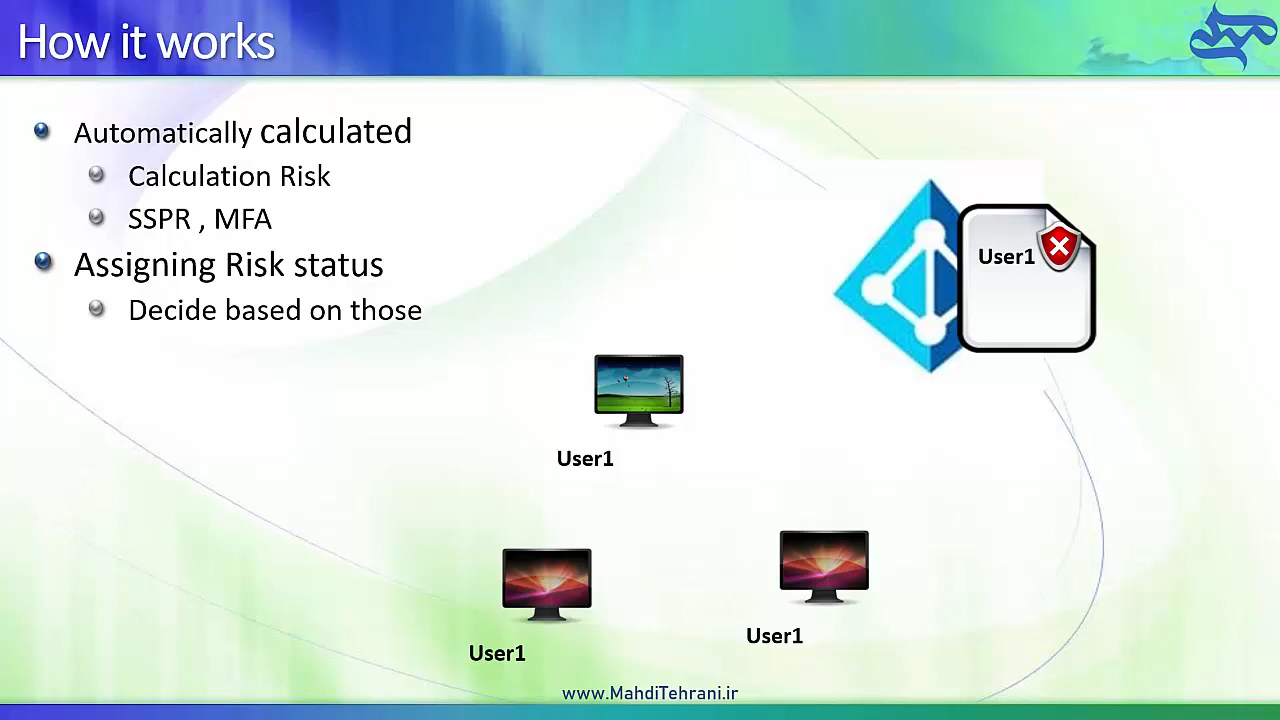 How it works
Automatically calculated
Calculation Risk
SSPR , MFA
Assigning Risk status
Decide based on those
User1
User1
User1
User1
www.MahdiTehrani.ir